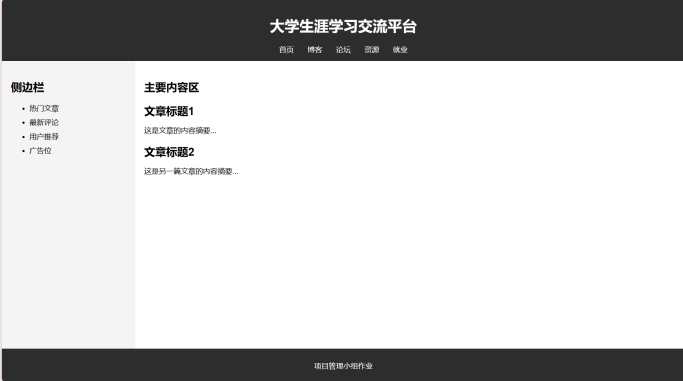 大学生涯学习交流平台
首页 博客 论坛 资源 就业
侧边栏
热门文章
最新评论
用户推荐
广告位
主要内容区
文章标题1
这是文章的内容摘要...
文章标题2
这是另一篇文章的内容摘要...
项目管理小组作业